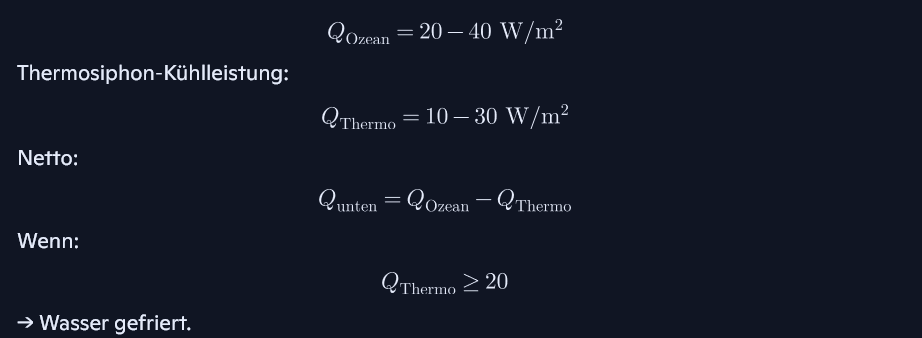 Q_Ozean = 20 – 40 W/m²
Thermosiphon-Kühlleistung:
Q_Thermo = 10 – 30 W/m²
Netto:
Q_unten = Q_Ozean − Q_Thermo
Wenn:
Q_Thermo ≥ 20
→ Wasser gefriert.